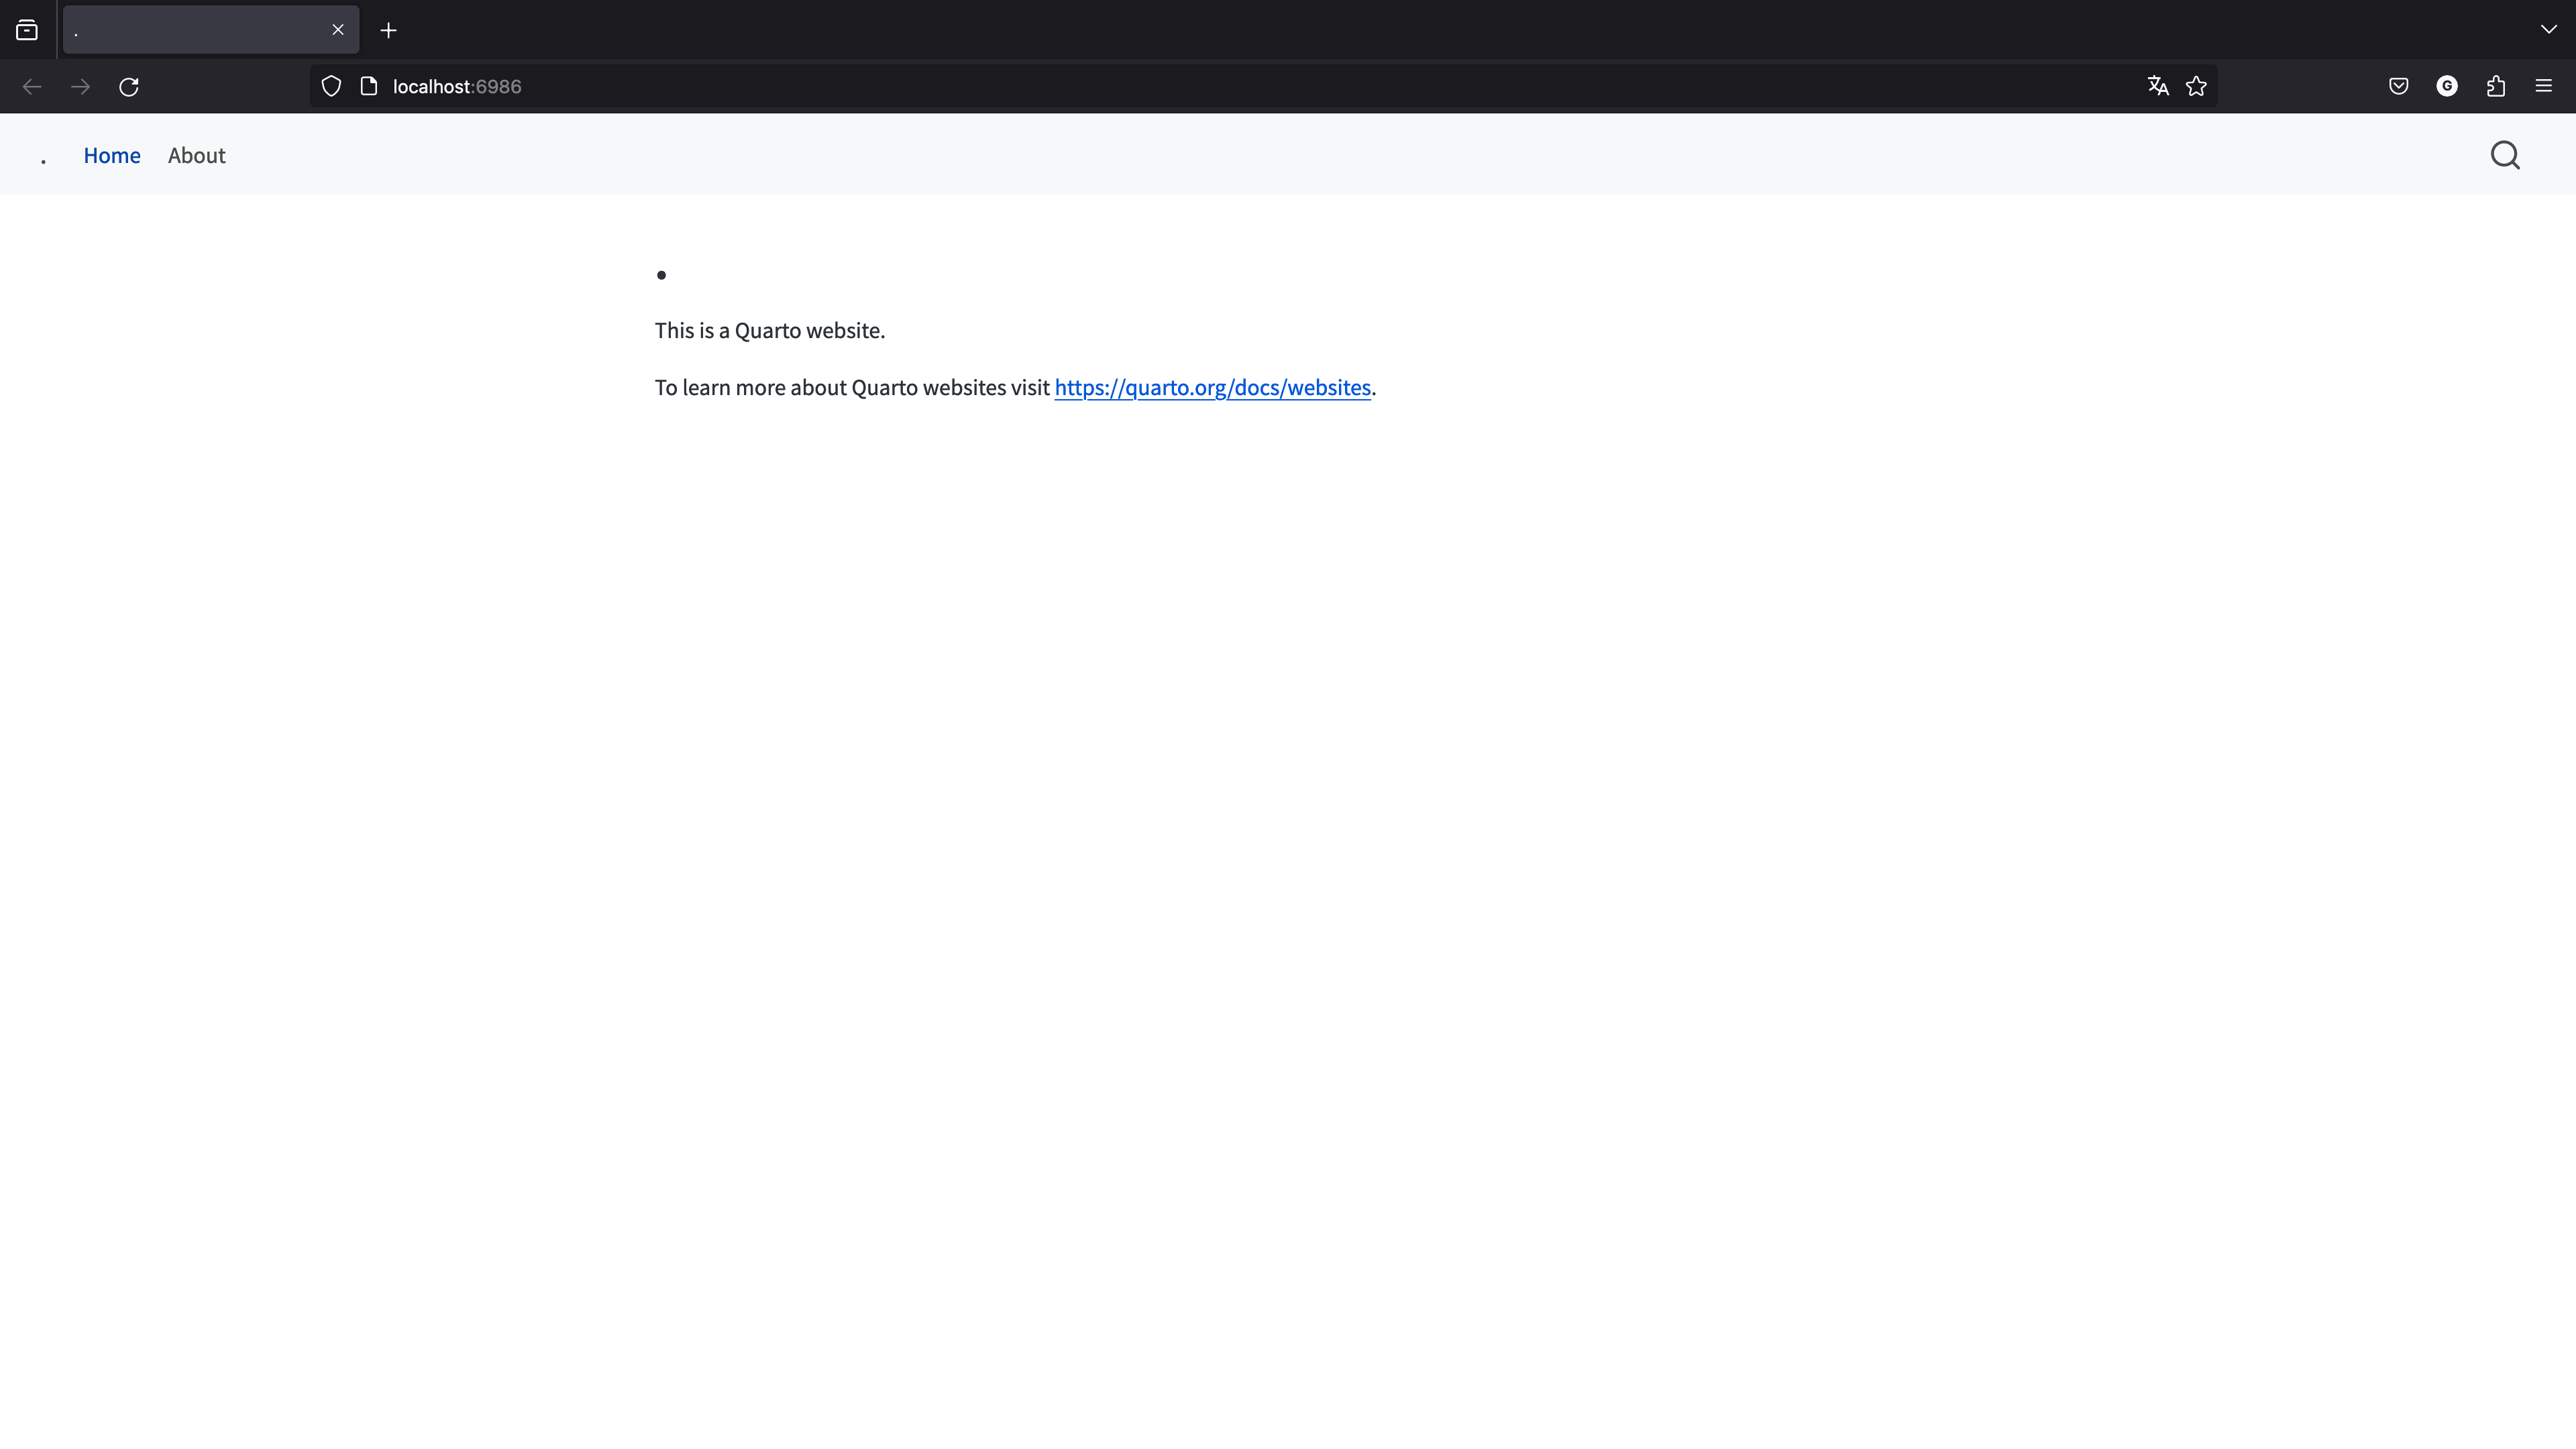 .
localhost:6986
. Home About
.
This is a Quarto website.
To learn more about Quarto websites visit https://quarto.org/docs/websites.